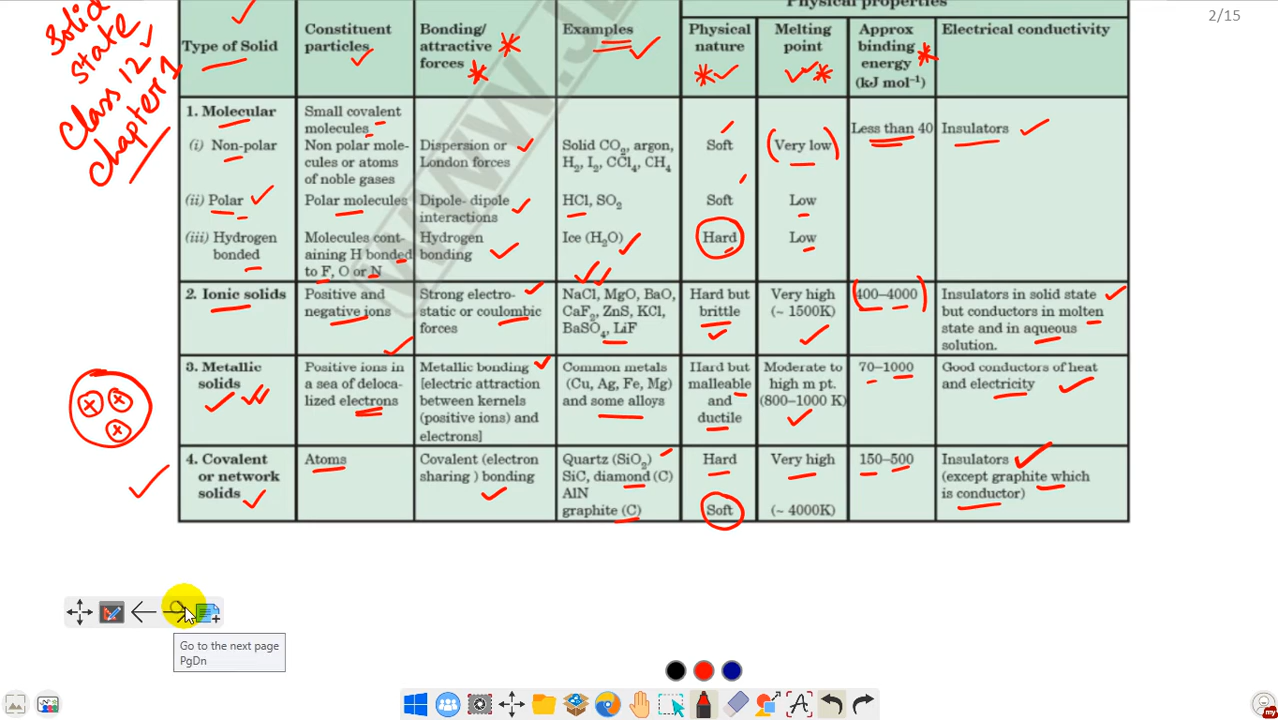 2/15
Solid
State
Class 12
Chapter 1
Physical properties
Type of Solid
Constituent
particles
Bonding/
attractive
forces
Examples
Physical
nature
Melting
point
Approx
binding
energy
(kJ mol⁻¹)
Electrical conductivity
1. Molecular
Small covalent
molecules
Less than 40
Insulators
(i) Non-polar
Non polar mole-
cules or atoms
of noble gases
Dispersion or
London forces
Solid CO₂, argon,
H₂, I₂, CCl₄, CH₄
Soft
Very low
(ii) Polar
Polar molecules
Dipole- dipole
interactions
HCl, SO₂
Soft
Low
(iii) Hydrogen
bonded
Molecules cont-
aining H bonded
to F, O or N
Hydrogen
bonding
Ice (H₂O)
Hard
Low
2. Ionic solids
Positive and
negative ions
Strong electro-
static or coulombic
forces
NaCl, MgO, BaO,
CaF₂, ZnS, KCl,
BaSO₄, LiF
Hard but
brittle
Very high
(~ 1500K)
400–4000
Insulators in solid state
but conductors in molten
state and in aqueous
solution.
3. Metallic
solids
Positive ions in
a sea of deloca-
lized electrons
Metallic bonding
[electric attraction
between kernels
(positive ions) and
electrons]
Common metals
(Cu, Ag, Fe, Mg)
and some alloys
Hard but
malleable
and
ductile
Moderate to
high m pt.
(800–1000 K)
70–1000
Good conductors of heat
and electricity
4. Covalent
or network
solids
Atoms
Covalent (electron
sharing ) bonding
Quartz (SiO₂)
SiC, diamond (C)
AlN
graphite (C)
Hard
Soft
Very high
(~ 4000K)
150–500
Insulators
(except graphite which
is conductor)
+ +
+
WWW.JE
Go to the next page
PgDn
my